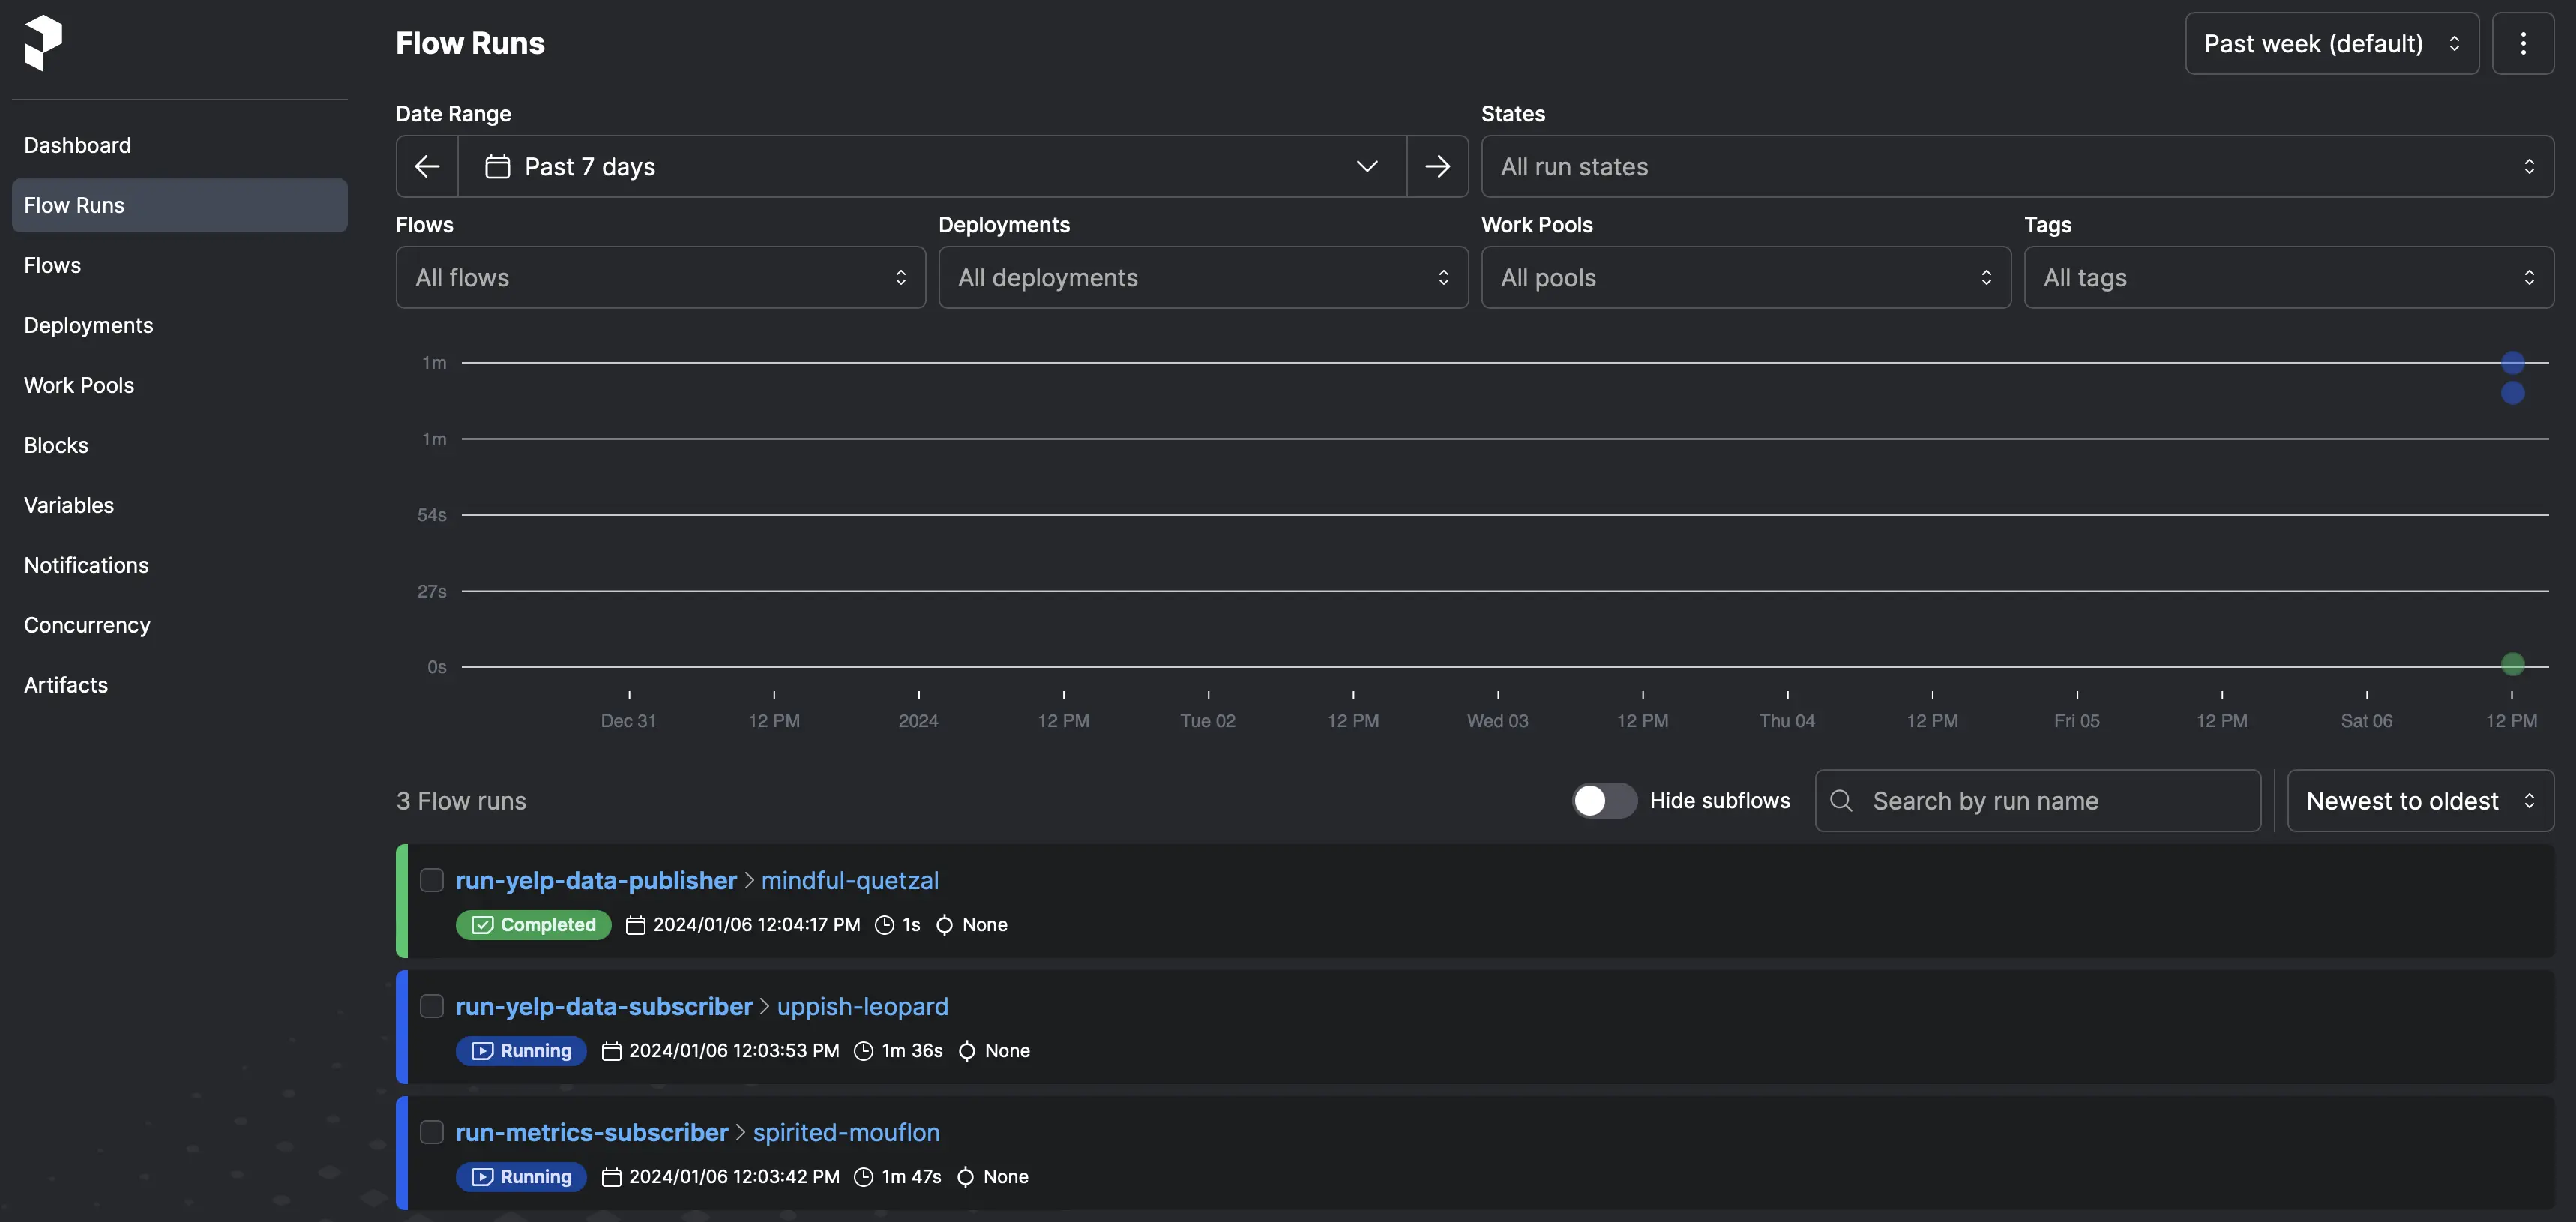 Flow Runs
Past week (default)
Dashboard
Flow Runs
Flows
Deployments
Work Pools
Blocks
Variables
Notifications
Concurrency
Artifacts
Date Range
States
Past 7 days
All run states
Flows
Deployments
Work Pools
Tags
All flows
All deployments
All pools
All tags
1m
1m
54s
27s
0s
Dec 31
12 PM
2024
12 PM
Tue 02
12 PM
Wed 03
12 PM
Thu 04
12 PM
Fri 05
12 PM
Sat 06
12 PM
3 Flow runs
Hide subflows
Search by run name
Newest to oldest
run-yelp-data-publisher > mindful-quetzal
Completed 2024/01/06 12:04:17 PM 1s None
run-yelp-data-subscriber > uppish-leopard
Running 2024/01/06 12:03:53 PM 1m 36s None
run-metrics-subscriber > spirited-mouflon
Running 2024/01/06 12:03:42 PM 1m 47s None